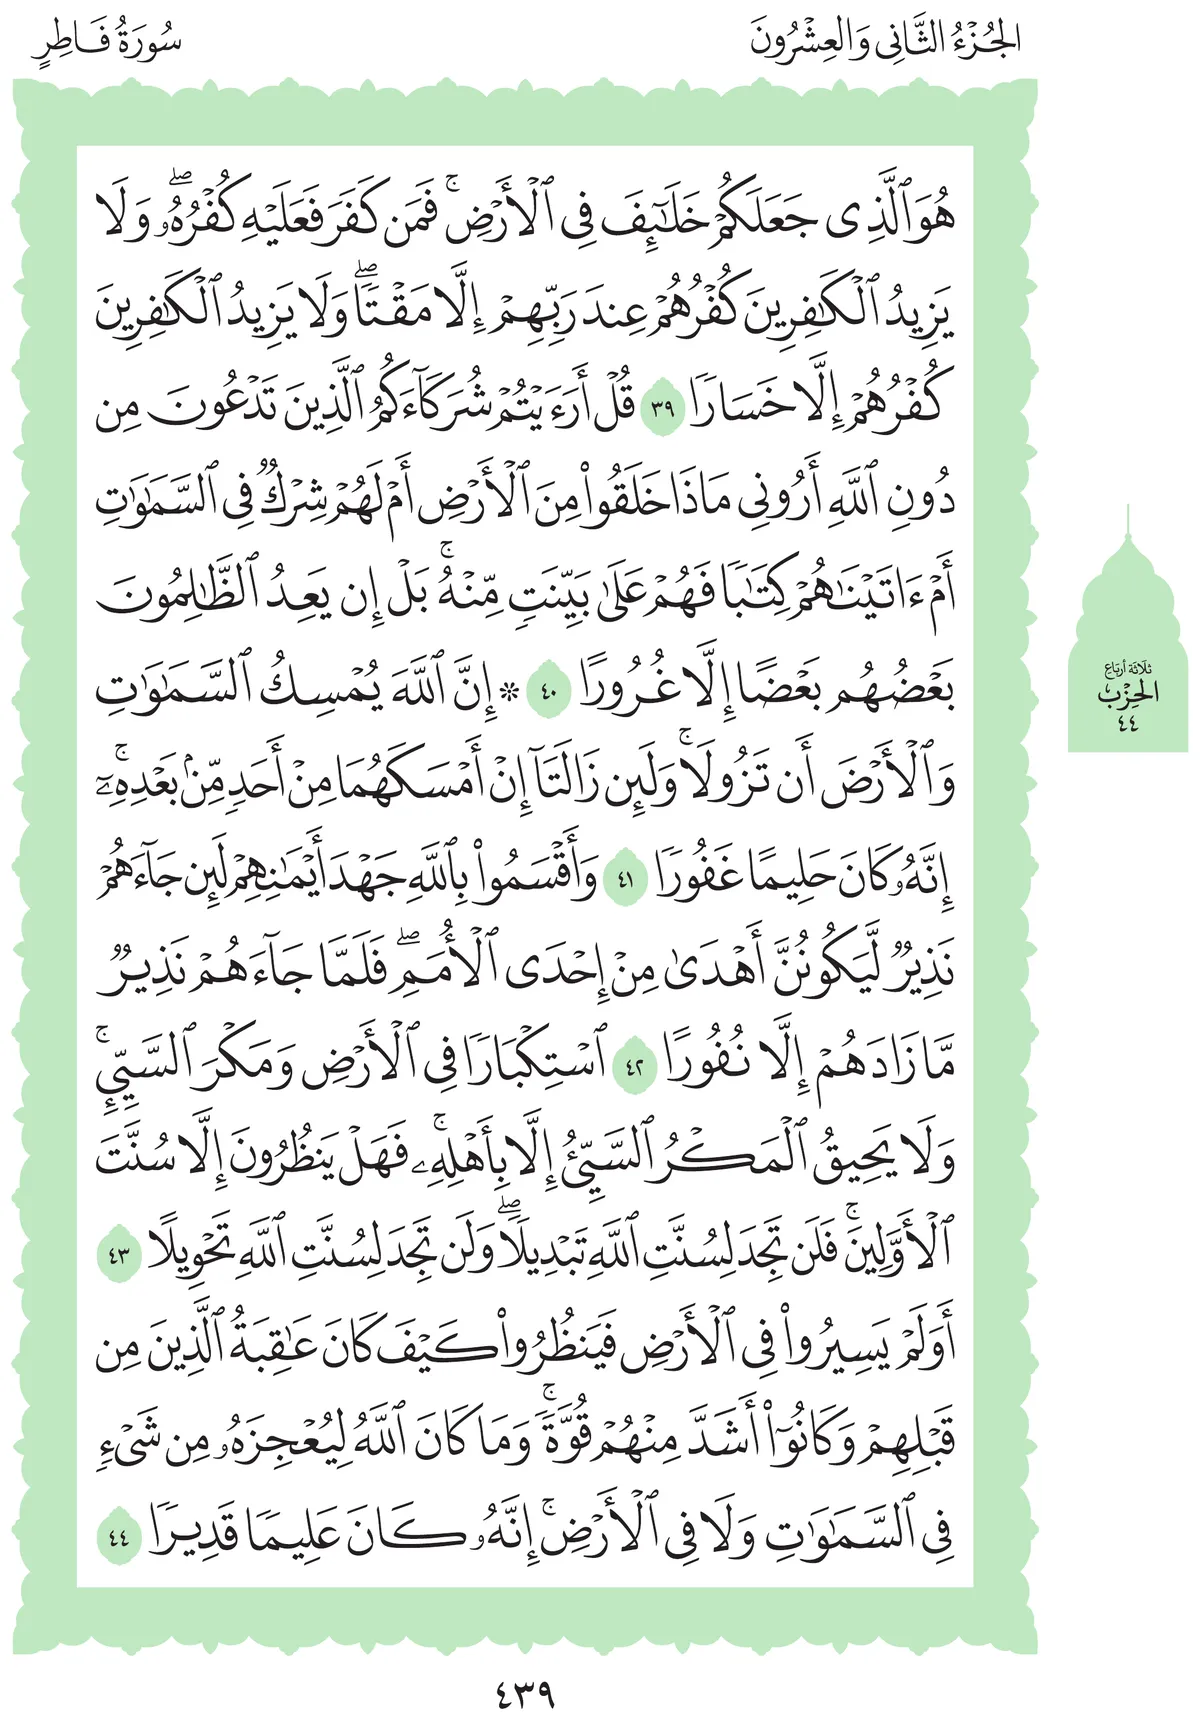 الجُزْءُ الثَّانِي وَالعِشْرُونَ
سُورَةُ فَاطِرٍ
هُوَ ٱلَّذِى جَعَلَكُمْ خَلَٰٓئِفَ فِى ٱلْأَرْضِۚ فَمَن كَفَرَ فَعَلَيْهِ كُفْرُهُۥۖ وَلَا
يَزِيدُ ٱلْكَٰفِرِينَ كُفْرُهُمْ عِندَ رَبِّهِمْ إِلَّا مَقْتًاۖ وَلَا يَزِيدُ ٱلْكَٰفِرِينَ
كُفْرُهُمْ إِلَّا خَسَارًا ٣٩ قُلْ أَرَءَيْتُمْ شُرَكَآءَكُمُ ٱلَّذِينَ تَدْعُونَ مِن
دُونِ ٱللَّهِ أَرُونِى مَاذَا خَلَقُوا۟ مِنَ ٱلْأَرْضِ أَمْ لَهُمْ شِرْكٌ فِى ٱلسَّمَٰوَٰتِ
أَمْ ءَاتَيْنَٰهُمْ كِتَٰبًا فَهُمْ عَلَىٰ بَيِّنَتٍ مِّنْهُۚ بَلْ إِن يَعِدُ ٱلظَّٰلِمُونَ
بَعْضُهُم بَعْضًا إِلَّا غُرُورًا ٤٠ * إِنَّ ٱللَّهَ يُمْسِكُ ٱلسَّمَٰوَٰتِ
وَٱلْأَرْضَ أَن تَزُولَاۚ وَلَئِن زَالَتَآ إِنْ أَمْسَكَهُمَا مِنْ أَحَدٍ مِّنۢ بَعْدِهِۦٓۚ
إِنَّهُۥ كَانَ حَلِيمًا غَفُورًا ٤١ وَأَقْسَمُوا۟ بِٱللَّهِ جَهْدَ أَيْمَٰنِهِمْ لَئِن جَآءَهُمْ
نَذِيرٌ لَّيَكُونُنَّ أَهْدَىٰ مِنْ إِحْدَى ٱلْأُمَمِۖ فَلَمَّا جَآءَهُمْ نَذِيرٌ
مَّا زَادَهُمْ إِلَّا نُفُورًا ٤٢ ٱسْتِكْبَارًا فِى ٱلْأَرْضِ وَمَكْرَ ٱلسَّيِّئِۚ
وَلَا يَحِيقُ ٱلْمَكْرُ ٱلسَّيِّئُ إِلَّا بِأَهْلِهِۦۚ فَهَلْ يَنظُرُونَ إِلَّا سُنَّتَ
ٱلْأَوَّلِينَۚ فَلَن تَجِدَ لِسُنَّتِ ٱللَّهِ تَبْدِيلًاۖ وَلَن تَجِدَ لِسُنَّتِ ٱللَّهِ تَحْوِيلًا ٤٣
أَوَلَمْ يَسِيرُوا۟ فِى ٱلْأَرْضِ فَيَنظُرُوا۟ كَيْفَ كَانَ عَٰقِبَةُ ٱلَّذِينَ مِن
قَبْلِهِمْ وَكَانُوٓا۟ أَشَدَّ مِنْهُمْ قُوَّةًۚ وَمَا كَانَ ٱللَّهُ لِيُعْجِزَهُۥ مِن شَىْءٍ
فِى ٱلسَّمَٰوَٰتِ وَلَا فِى ٱلْأَرْضِۚ إِنَّهُۥ كَانَ عَلِيمًا قَدِيرًا ٤٤
ثلاثة أرباع
الحِزْب
٤٤
٤٣٩